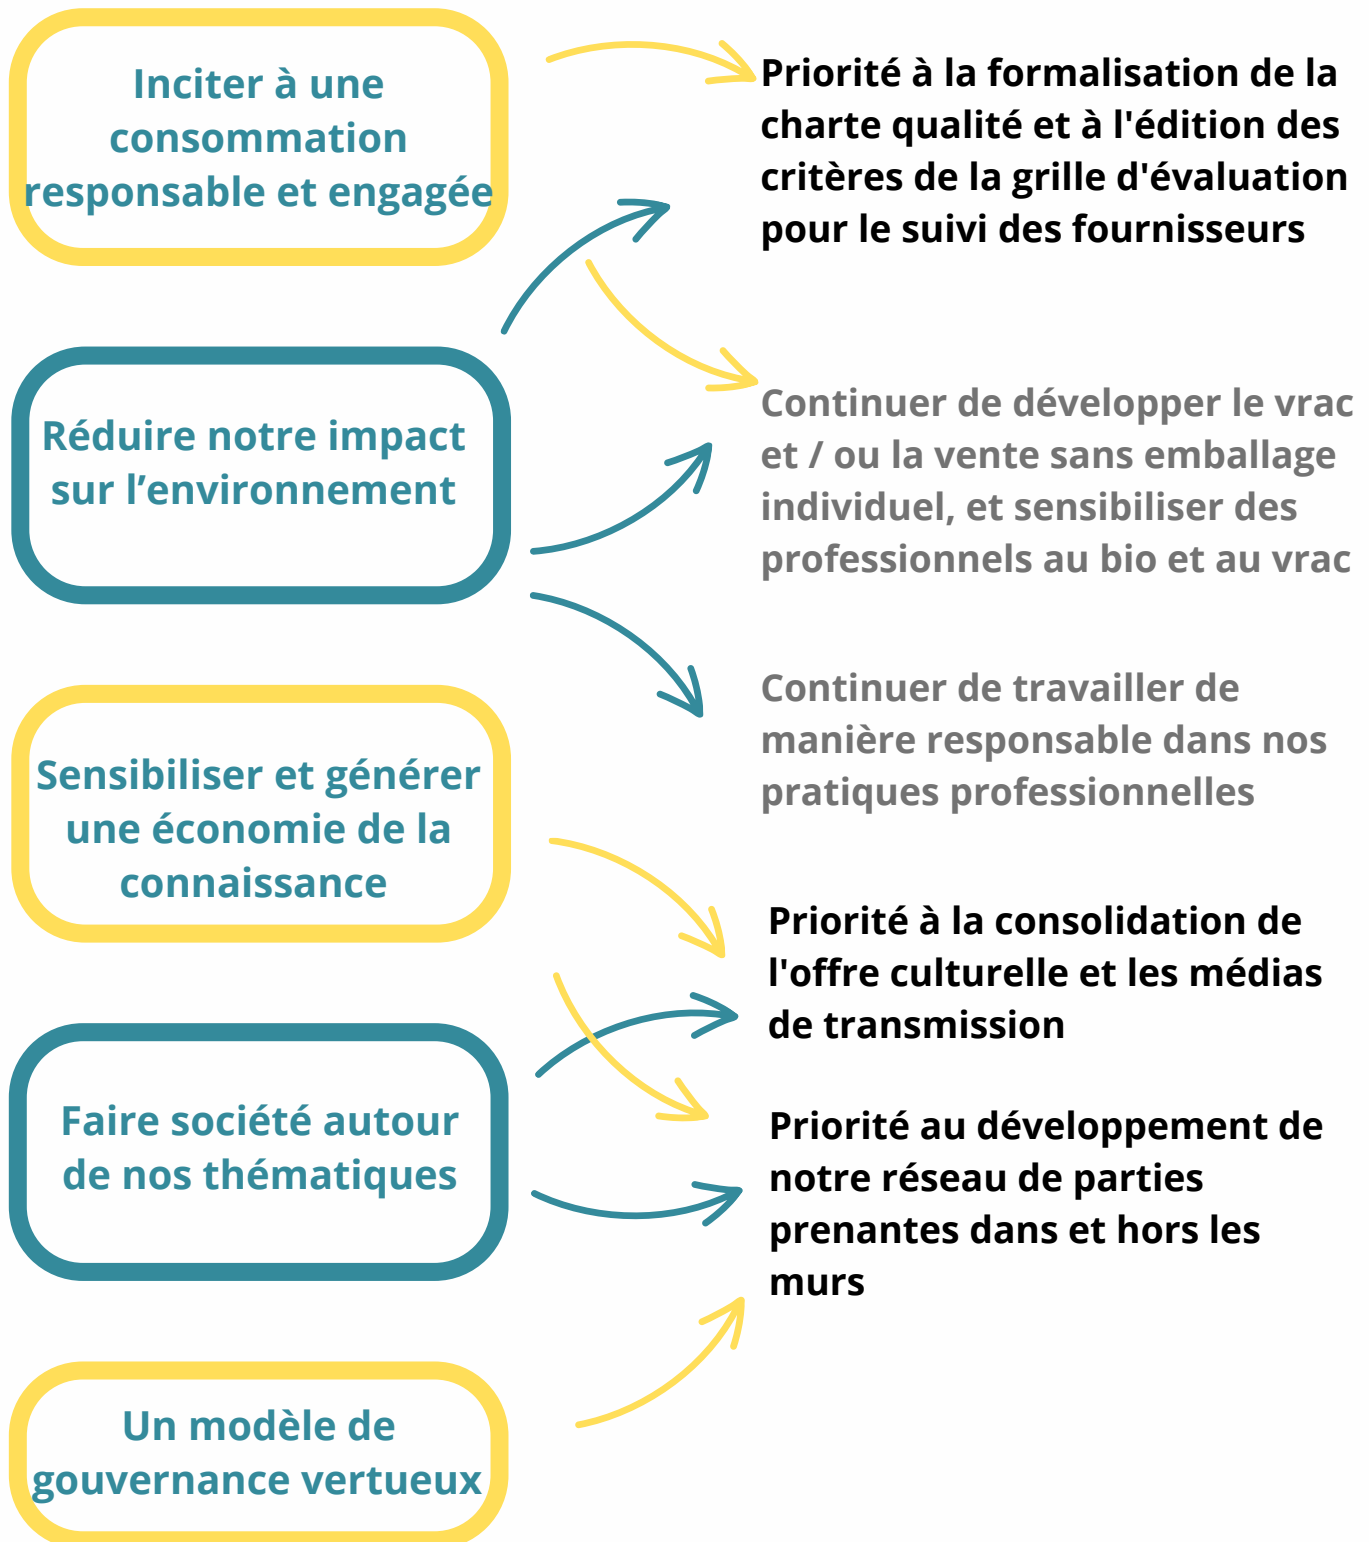 Inciter à une
consommation
responsable et engagée
Priorité à la formalisation de la
charte qualité et à l'édition des
critères de la grille d'évaluation
pour le suivi des fournisseurs
Réduire notre impact
sur l’environnement
Continuer de développer le vrac
et / ou la vente sans emballage
individuel, et sensibiliser des
professionnels au bio et au vrac
Continuer de travailler de
manière responsable dans nos
pratiques professionnelles
Sensibiliser et générer
une économie de la
connaissance
Priorité à la consolidation de
l'offre culturelle et les médias
de transmission
Faire société autour
de nos thématiques
Priorité au développement de
notre réseau de parties
prenantes dans et hors les
murs
Un modèle de
gouvernance vertueux